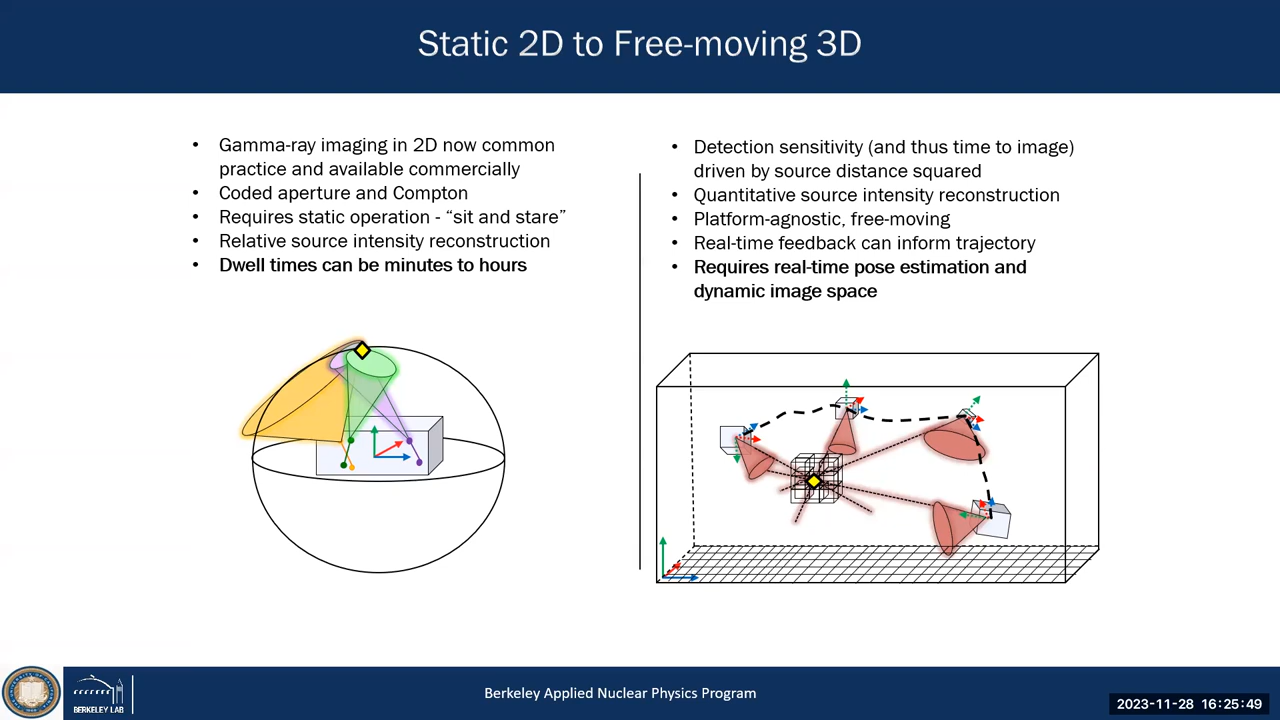 Static 2D to Free-moving 3D
• Gamma-ray imaging in 2D now common
practice and available commercially
• Coded aperture and Compton
• Requires static operation - “sit and stare”
• Relative source intensity reconstruction
• Dwell times can be minutes to hours
• Detection sensitivity (and thus time to image)
driven by source distance squared
• Quantitative source intensity reconstruction
• Platform-agnostic, free-moving
• Real-time feedback can inform trajectory
• Requires real-time pose estimation and
dynamic image space
BERKELEY LAB
Berkeley Applied Nuclear Physics Program
2023-11-28 16:25:49